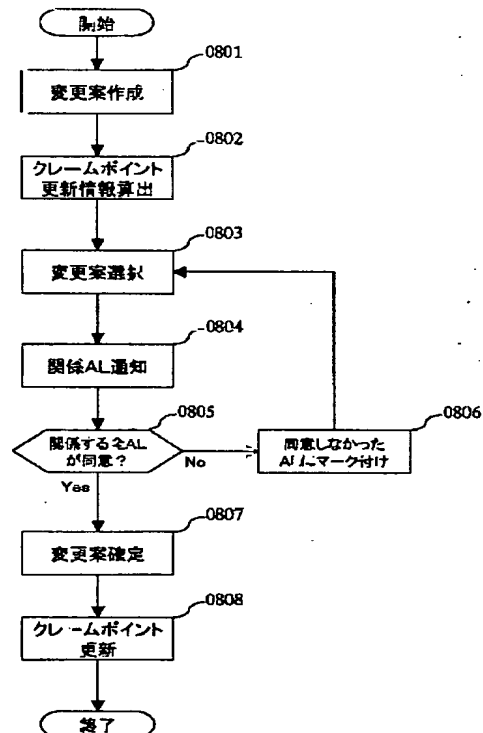 開始
0801
変更案作成
0802
クレームポイント
更新情報算出
0803
変更案選択
0804
関係AL通知
0805
関係する全AL
が同意？
No
Yes
0806
同意しなかった
ALにマーク付け
0807
変更案確定
0808
クレームポイント
更新
終了